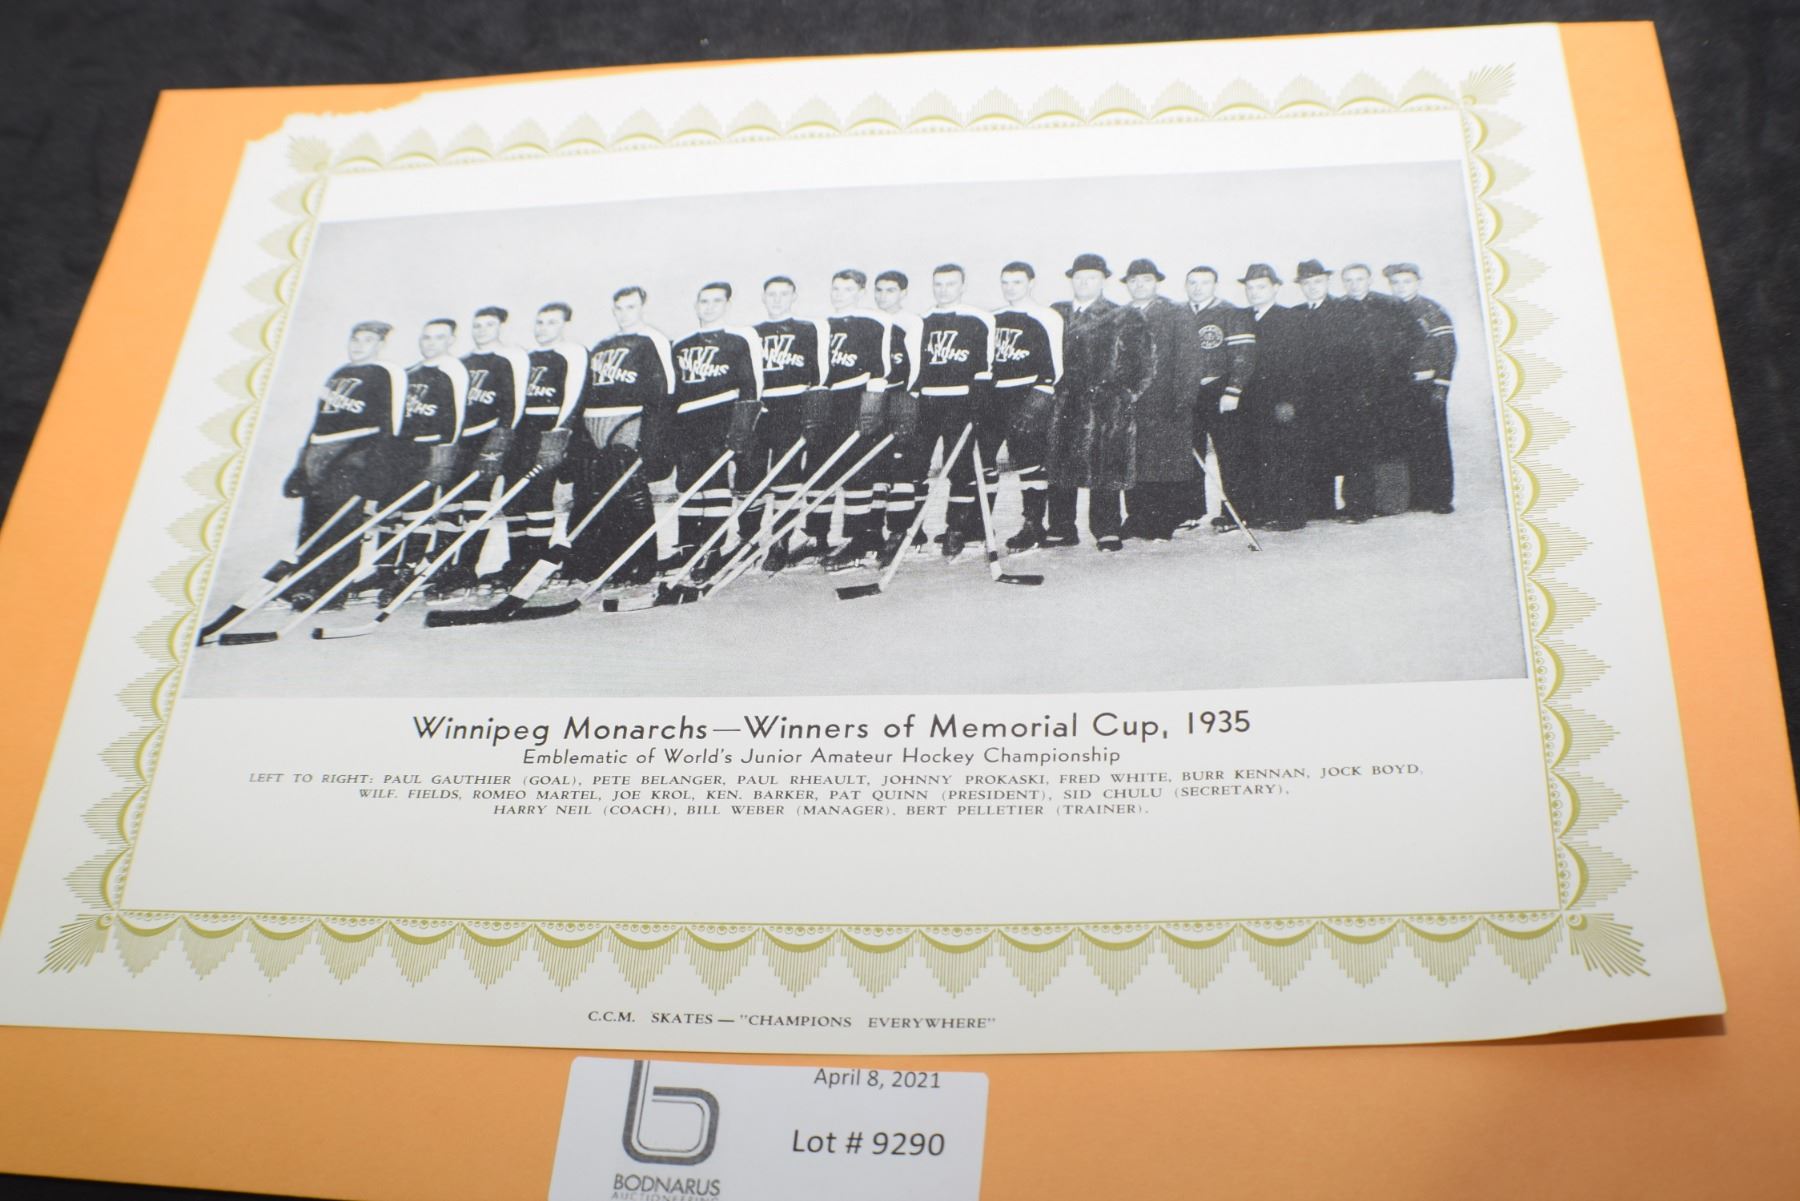 Winnipeg Monarchs—Winners of Memorial Cup, 1935
Emblematic of World's Junior Amateur Hockey Championship
LEFT TO RIGHT: PAUL GAUTHIER (GOAL), PETE BELANGER, PAUL RHEAULT, JOHNNY PROKASKI, FRED WHITE, BURR KENNAN, JOCK BOYD,
WILF. FIELDS, ROMEO MARTEL, JOE KROL, KEN. BARKER, PAT QUINN (PRESIDENT), SID CHULU (SECRETARY),
HARRY NEIL (COACH), BILL WEBER (MANAGER), BERT PELLETIER (TRAINER).
C.C.M. SKATES — "CHAMPIONS EVERYWHERE"
April 8, 2021
Lot # 9290
BODNARUS
AUCTIONEERING